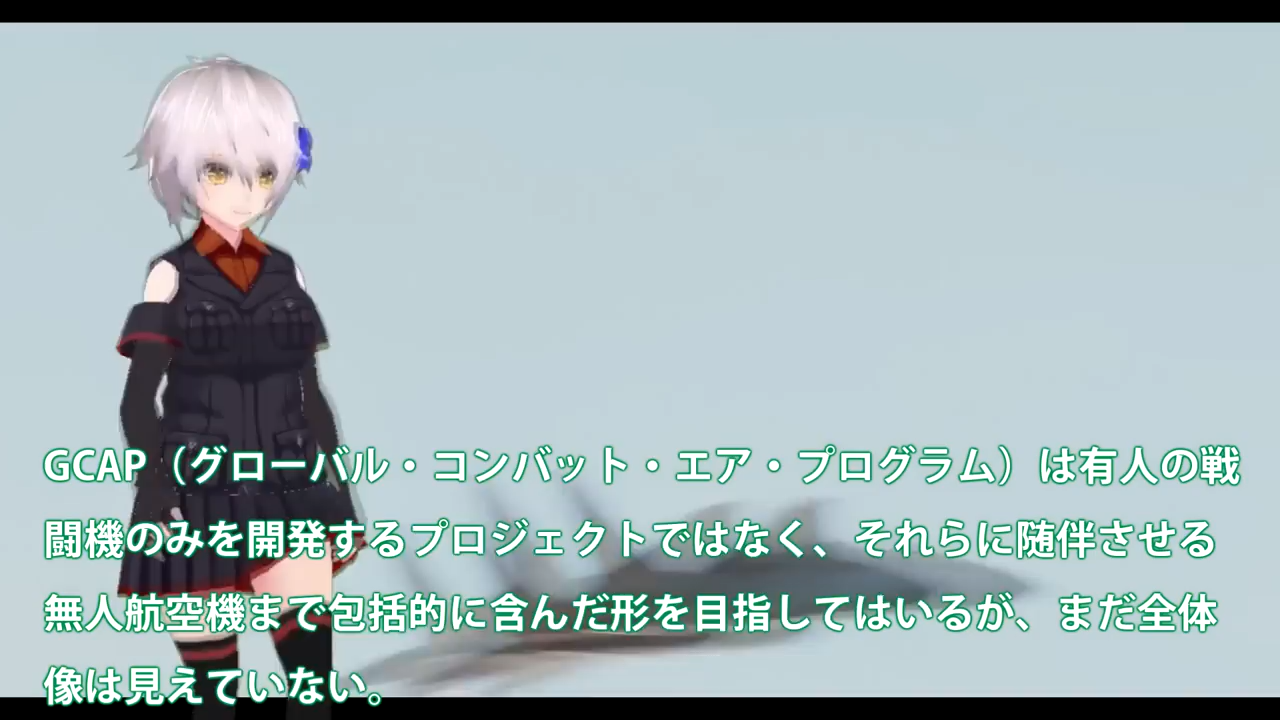 GCAP（グローバル・コンバット・エア・プログラム）は有人の戦
闘機のみを開発するプロジェクトではなく、それらに随伴させる
無人航空機まで包括的に含んだ形を目指してはいるが、まだ全体
像は見えていない。